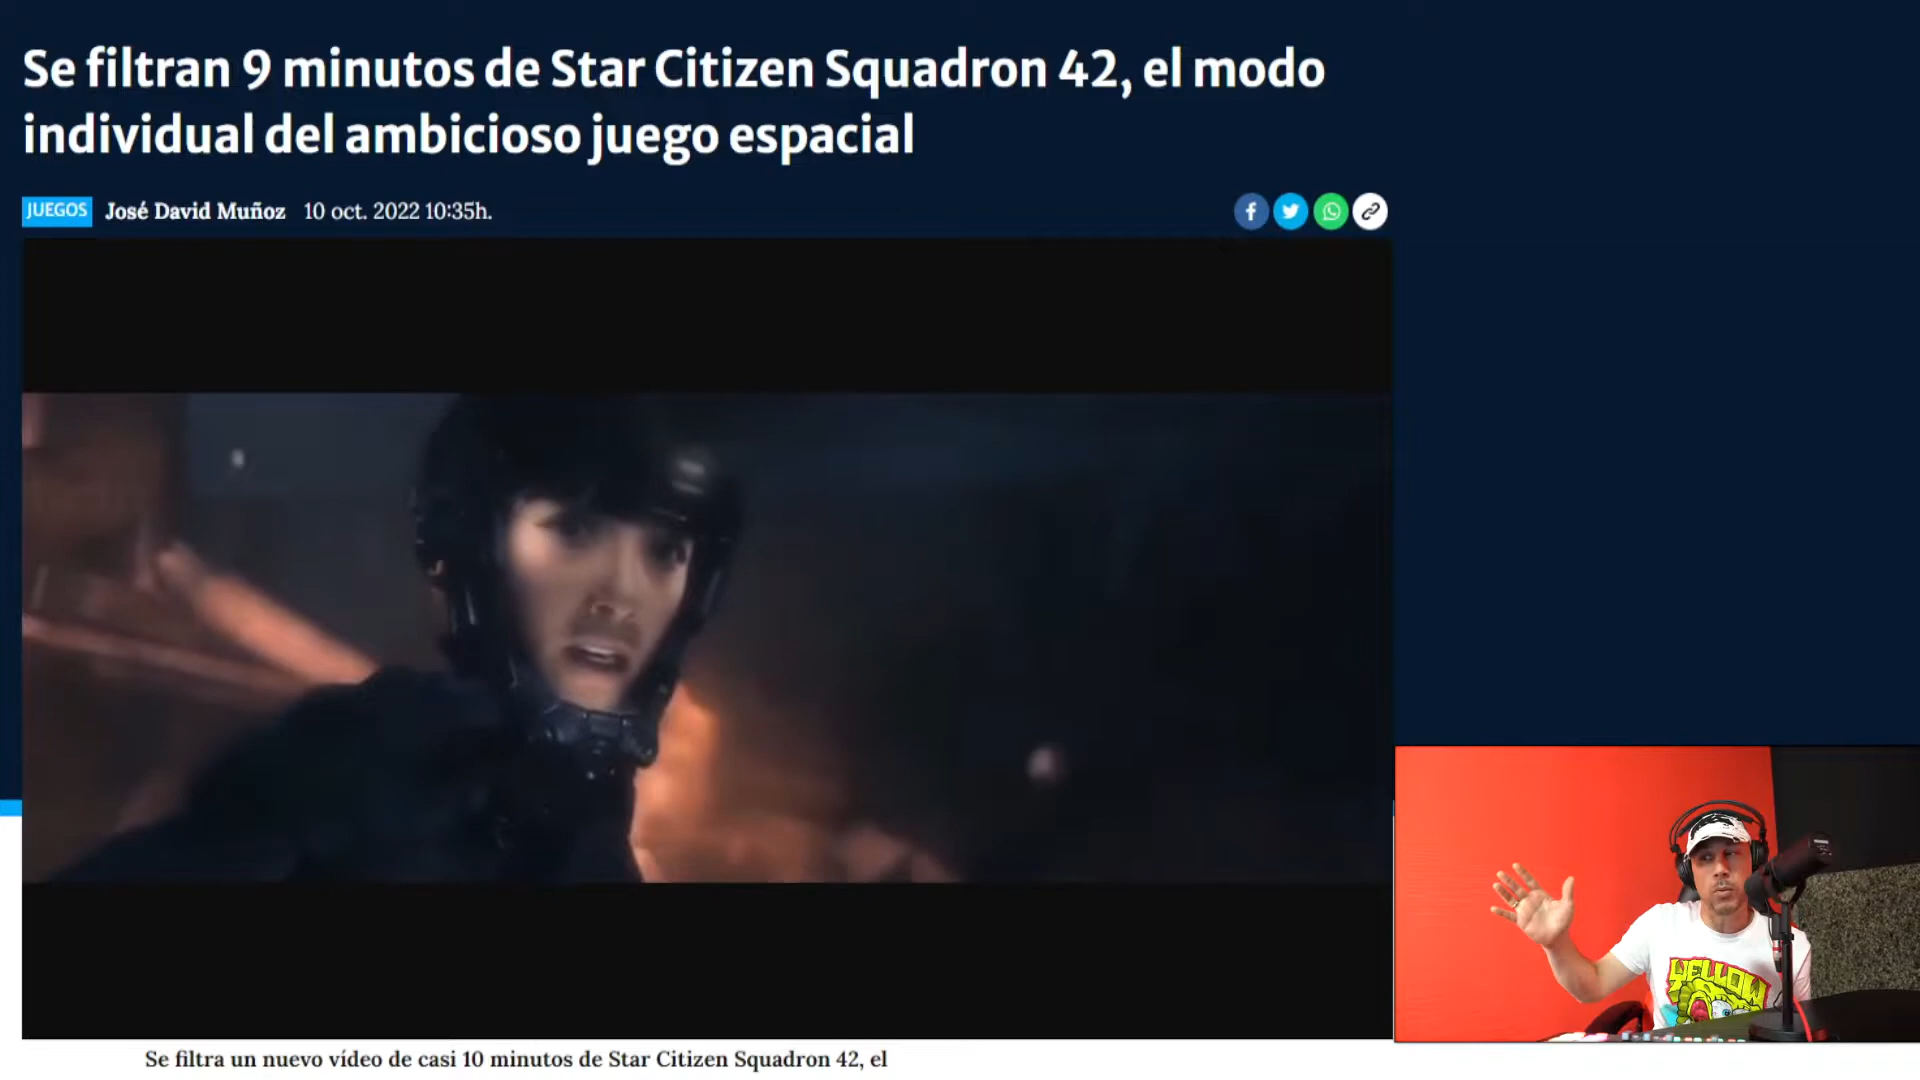 Se filtran 9 minutos de Star Citizen Squadron 42, el modo
individual del ambicioso juego espacial
JUEGOS José David Muñoz 10 oct. 2022 10:35h.
YELLOW
Se filtra un nuevo vídeo de casi 10 minutos de Star Citizen Squadron 42, el